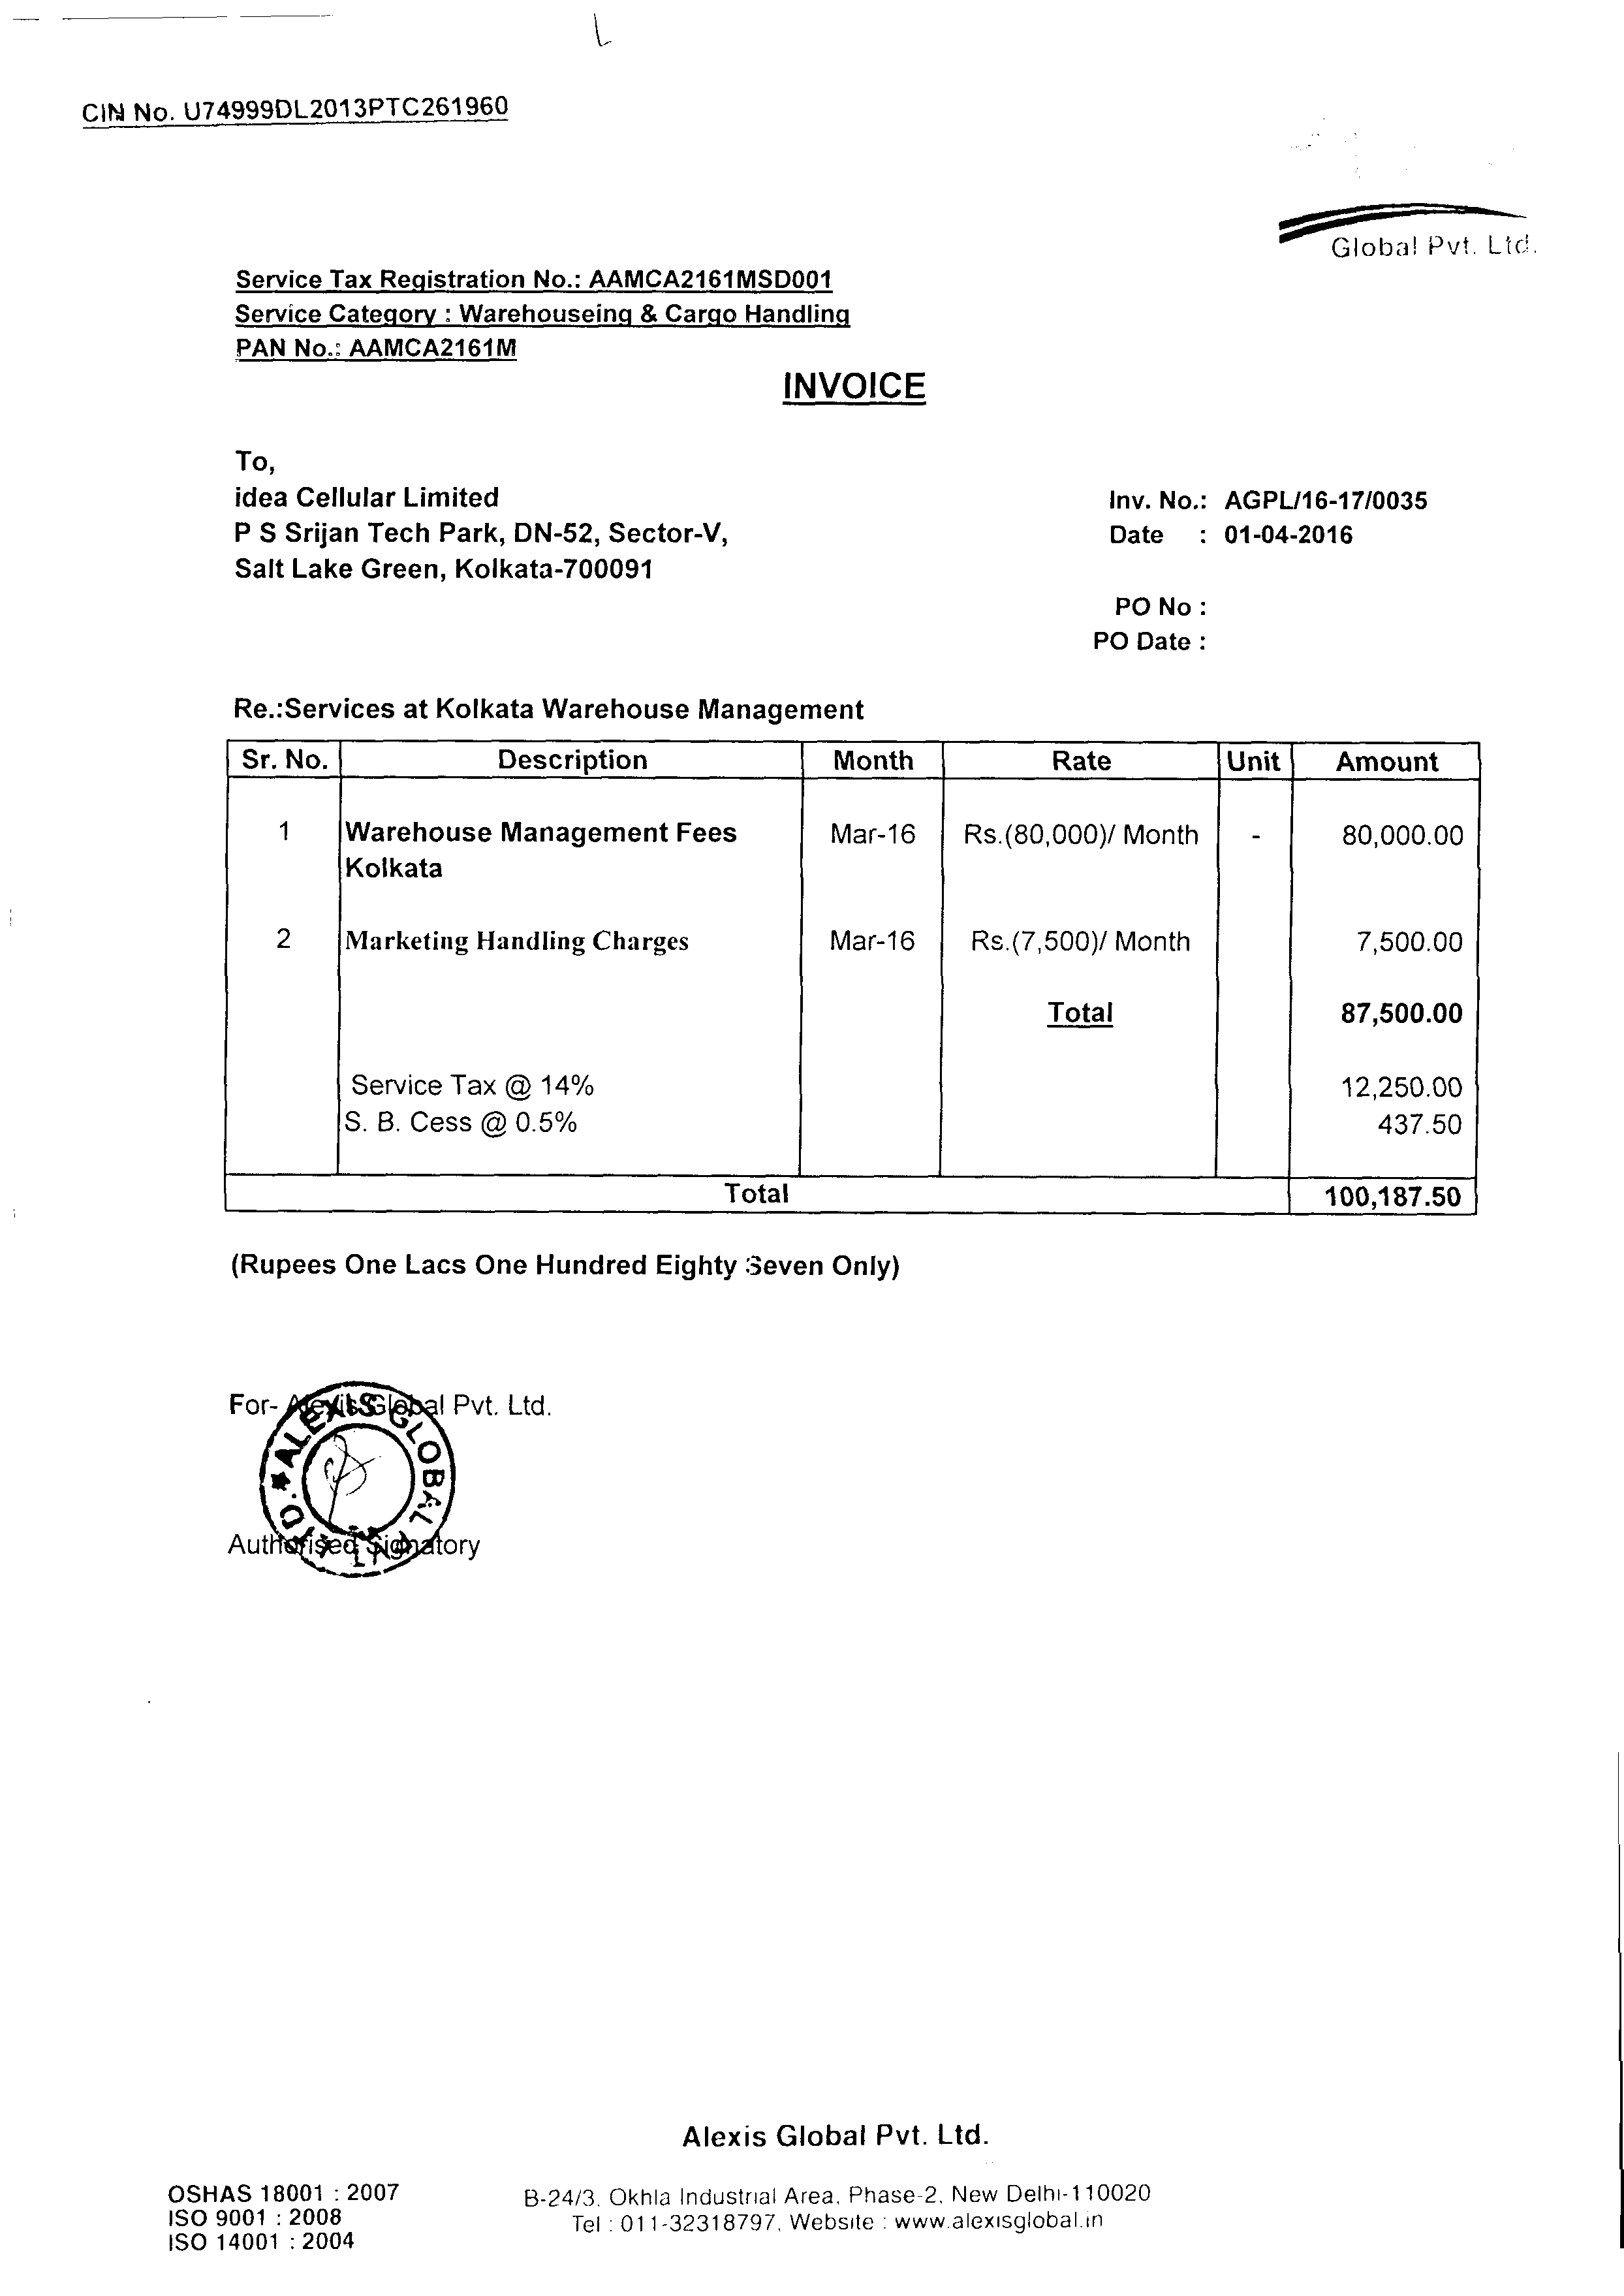 CIN No. U74999DL2013PTC261960
Global Pvt. Ltd.
Service Tax Registration No.: AAMCA2161MSD001
Service Category : Warehouseing & Cargo Handling
PAN No.: AAMCA2161M
INVOICE
To,
idea Cellular Limited
P S Srijan Tech Park, DN-52, Sector-V,
Salt Lake Green, Kolkata-700091
Inv. No.: AGPL/16-17/0035
Date : 01-04-2016
PO No :
PO Date :
Re.:Services at Kolkata Warehouse Management
Sr. No. Description Month Rate Unit Amount
1 Warehouse Management Fees Mar-16 Rs.(80,000)/ Month - 80,000.00
Kolkata
2 Marketing Handling Charges Mar-16 Rs.(7,500)/ Month 7,500.00
Total 87,500.00
Service Tax @ 14% 12,250.00
S. B. Cess @ 0.5% 437.50
Total 100,187.50
(Rupees One Lacs One Hundred Eighty Seven Only)
For- Alexis Global Pvt. Ltd.
ALEXIS GLOBAL PVT. LTD.
Authorised Signatory
Alexis Global Pvt. Ltd.
OSHAS 18001 : 2007
ISO 9001 : 2008
ISO 14001 : 2004
B-24/3, Okhla Industrial Area, Phase-2, New Delhi-110020
Tel : 011-32318797, Website : www.alexisglobal.in